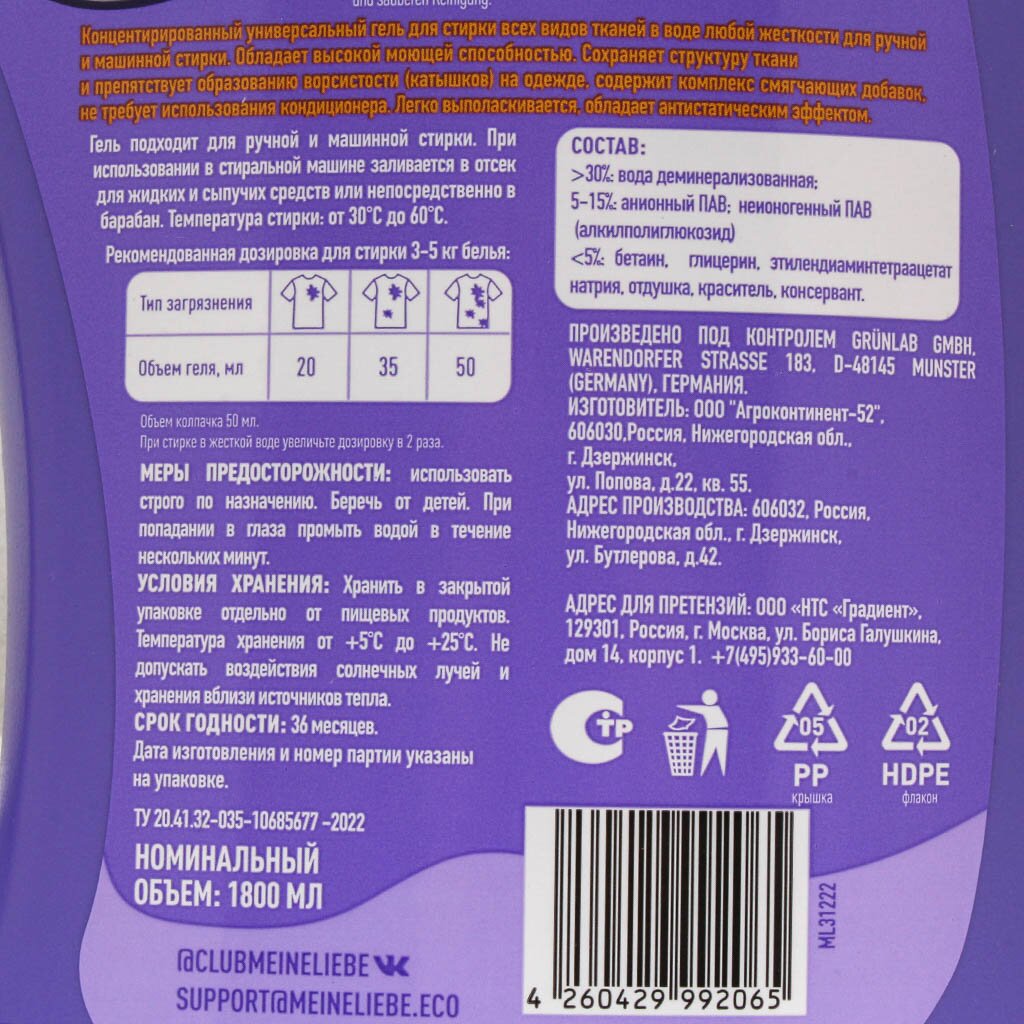 und sauberen Reinigung.
Концентрированный универсальный гель для стирки всех видов тканей в воде любой жесткости для ручной
и машинной стирки. Обладает высокой моющей способностью. Сохраняет структуру ткани
и препятствует образованию ворсистости (катышков) на одежде, содержит комплекс смягчающих добавок,
не требует использования кондиционера. Легко выполаскивается, обладает антистатическим эффектом.
Гель подходит для ручной и машинной стирки. При
использовании в стиральной машине заливается в отсек
для жидких и сыпучих средств или непосредственно в
барабан. Температура стирки: от 30°C до 60°C.
Рекомендованная дозировка для стирки 3-5 кг белья:
Тип загрязнения
Объем геля, мл 20 35 50
Объем колпачка 50 мл.
При стирке в жесткой воде увеличьте дозировку в 2 раза.
МЕРЫ ПРЕДОСТОРОЖНОСТИ: использовать
строго по назначению. Беречь от детей. При
попадании в глаза промыть водой в течение
нескольких минут.
УСЛОВИЯ ХРАНЕНИЯ: Хранить в закрытой
упаковке отдельно от пищевых продуктов.
Температура хранения от +5°C до +25°C. Не
допускать воздействия солнечных лучей и
хранения вблизи источников тепла.
СРОК ГОДНОСТИ: 36 месяцев.
Дата изготовления и номер партии указаны
на упаковке.
ТУ 20.41.32-035-10685677 -2022
НОМИНАЛЬНЫЙ
ОБЪЕМ: 1800 МЛ
@CLUBMEINELIEBE
SUPPORT@MEINELIEBE.ECO
СОСТАВ:
>30%: вода деминерализованная;
5-15%: анионный ПАВ; неионогенный ПАВ
(алкилполиглюкозид)
<5%: бетаин, глицерин, этилендиаминтетраацетат
натрия, отдушка, краситель, консервант.
ПРОИЗВЕДЕНО ПОД КОНТРОЛЕМ GRÜNLAB GMBH,
WARENDORFER STRASSE 183, D-48145 MUNSTER
(GERMANY), ГЕРМАНИЯ.
ИЗГОТОВИТЕЛЬ: ООО "Агроконтинент-52",
606030,Россия, Нижегородская обл.,
г. Дзержинск,
ул. Попова, д.22, кв. 55.
АДРЕС ПРОИЗВОДСТВА: 606032, Россия,
Нижегородская обл., г. Дзержинск,
ул. Бутлерова, д.42.
АДРЕС ДЛЯ ПРЕТЕНЗИЙ: ООО «НТС «Градиент»,
129301, Россия, г. Москва, ул. Бориса Галушкина,
дом 14, корпус 1. +7(495)933-60-00
СТР
05 02
PP HDPE
крышка флакон
ML31222
4 260429 992065